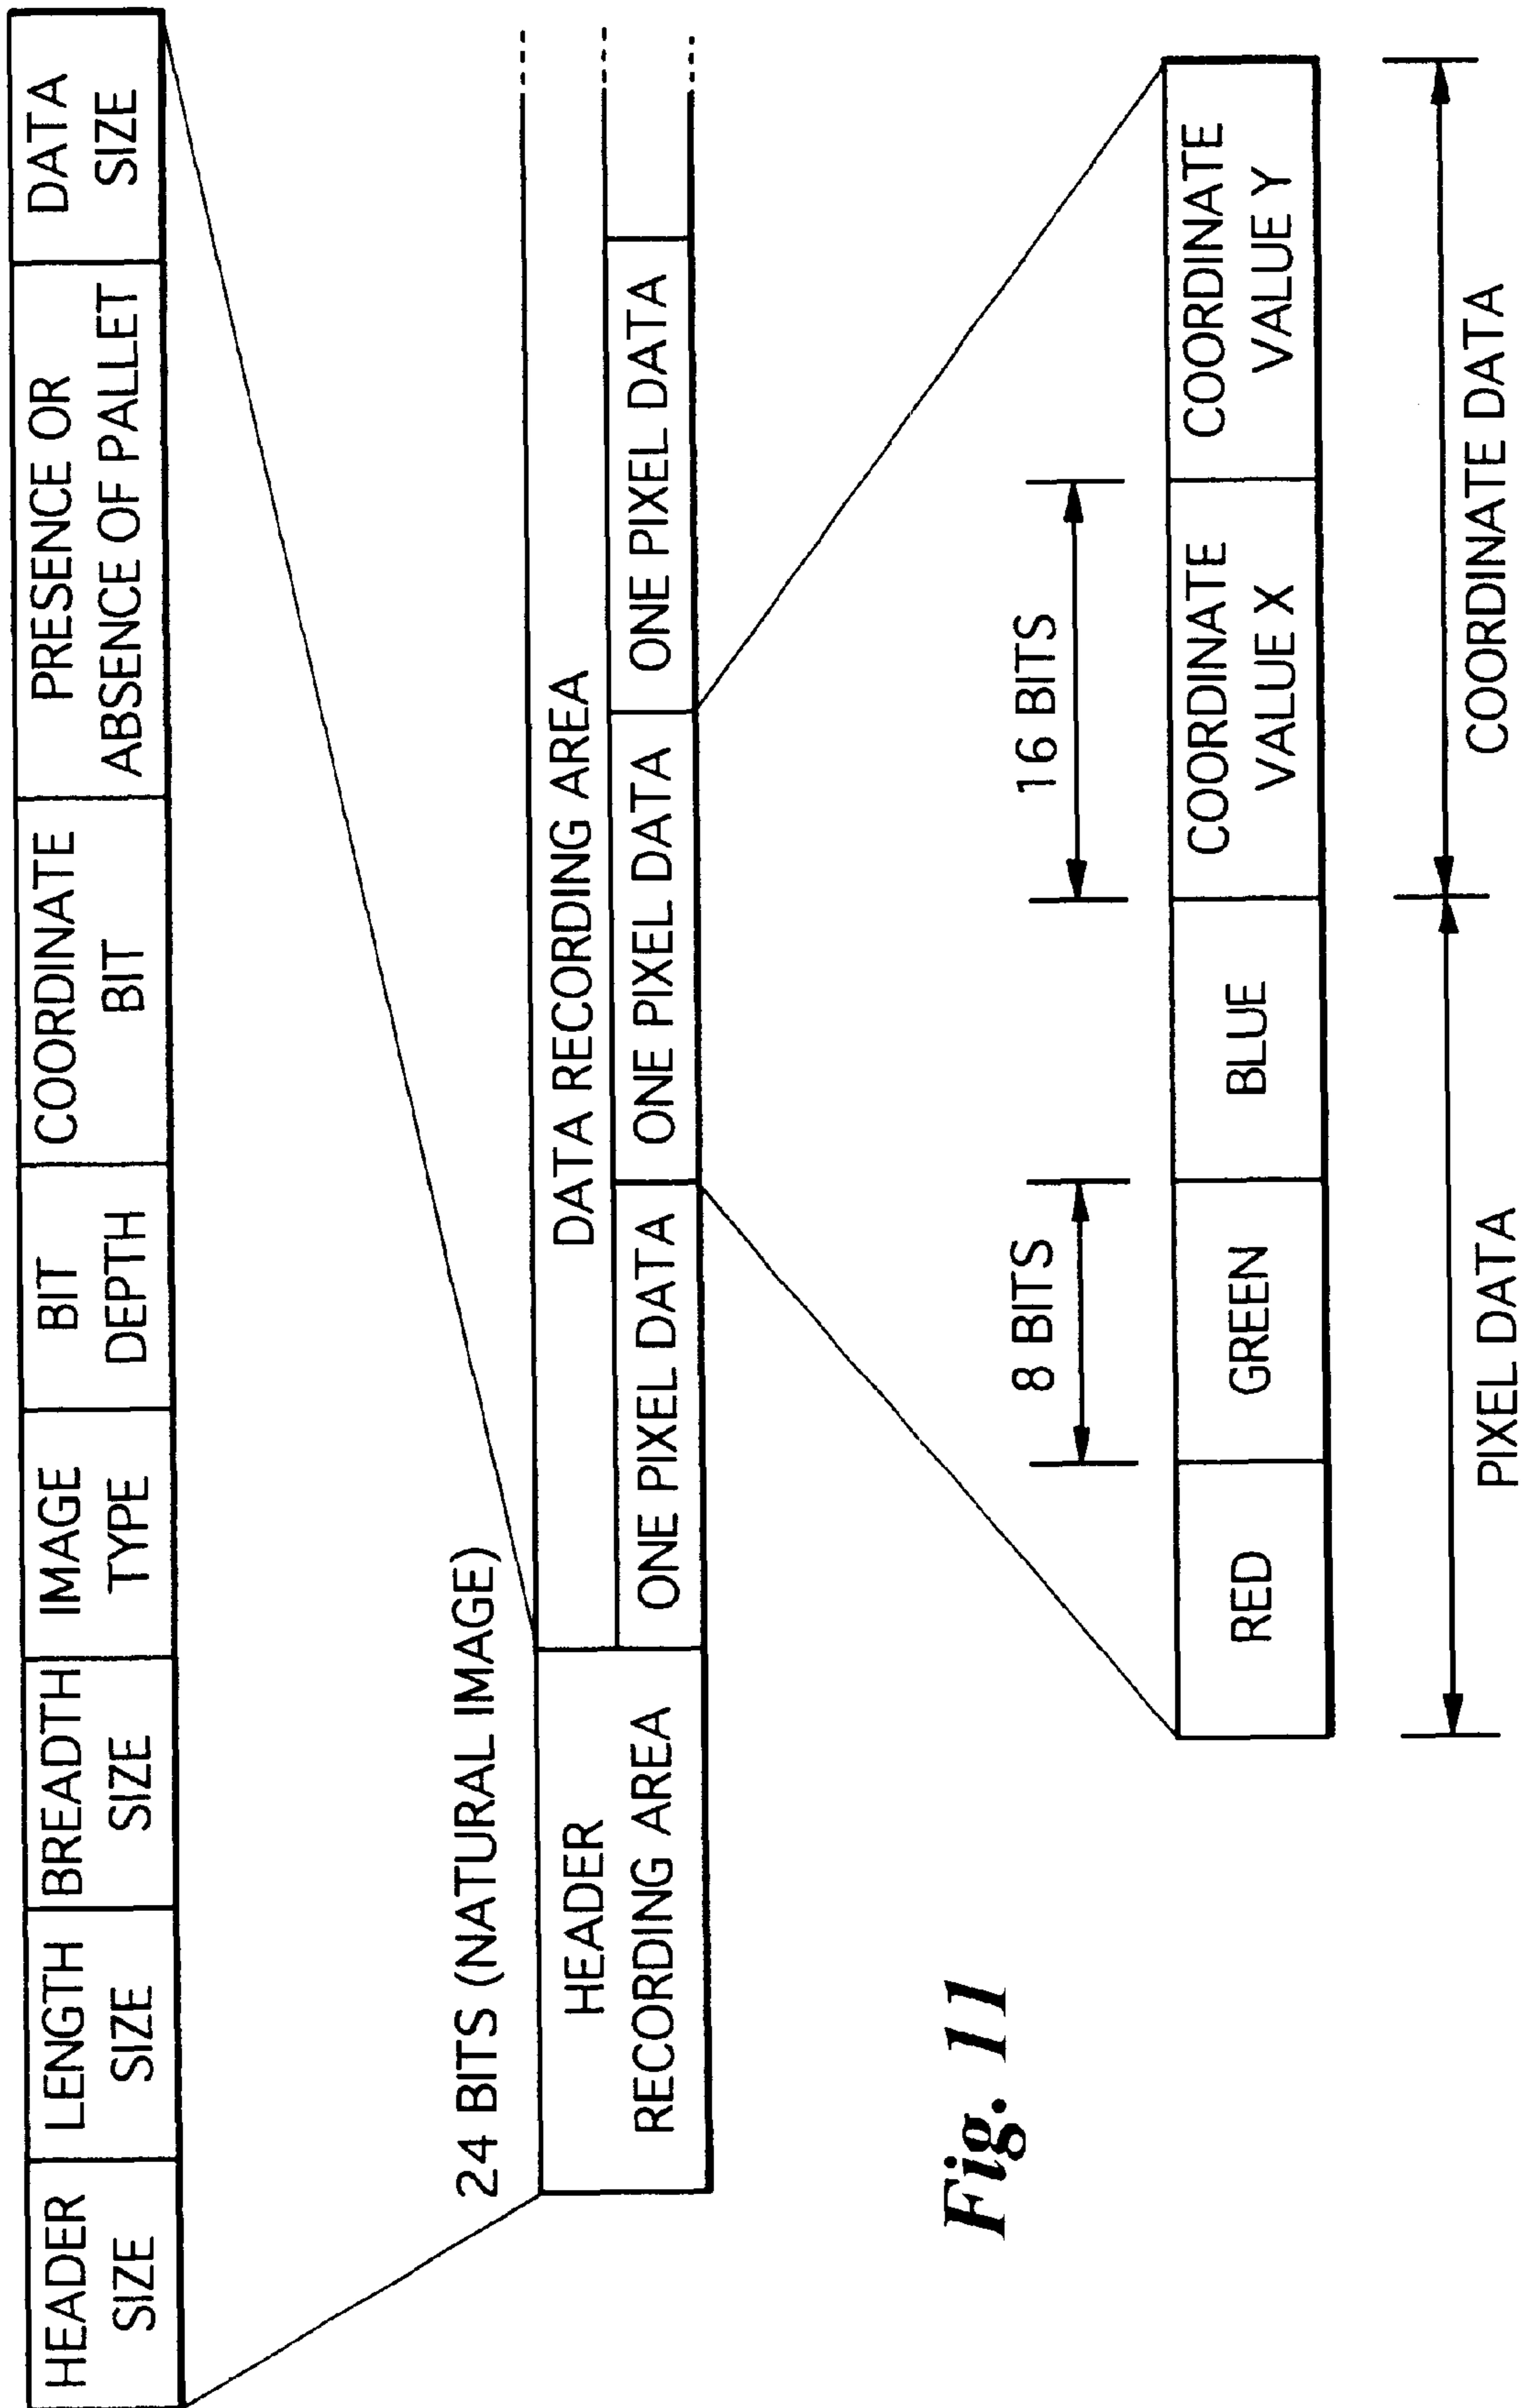 HEADER
SIZE
LENGTH
SIZE
BREADTH
SIZE
IMAGE
TYPE
BIT
DEPTH
COORDINATE
BIT
PRESENCE OR
ABSENCE OF PALLET
DATA
SIZE
24 BITS (NATURAL IMAGE)
HEADER
RECORDING AREA
DATA RECORDING AREA
ONE PIXEL DATA
ONE PIXEL DATA
ONE PIXEL DATA
8 BITS
16 BITS
RED
GREEN
BLUE
COORDINATE
VALUE X
COORDINATE
VALUE Y
PIXEL DATA
COORDINATE DATA
Fig. 11